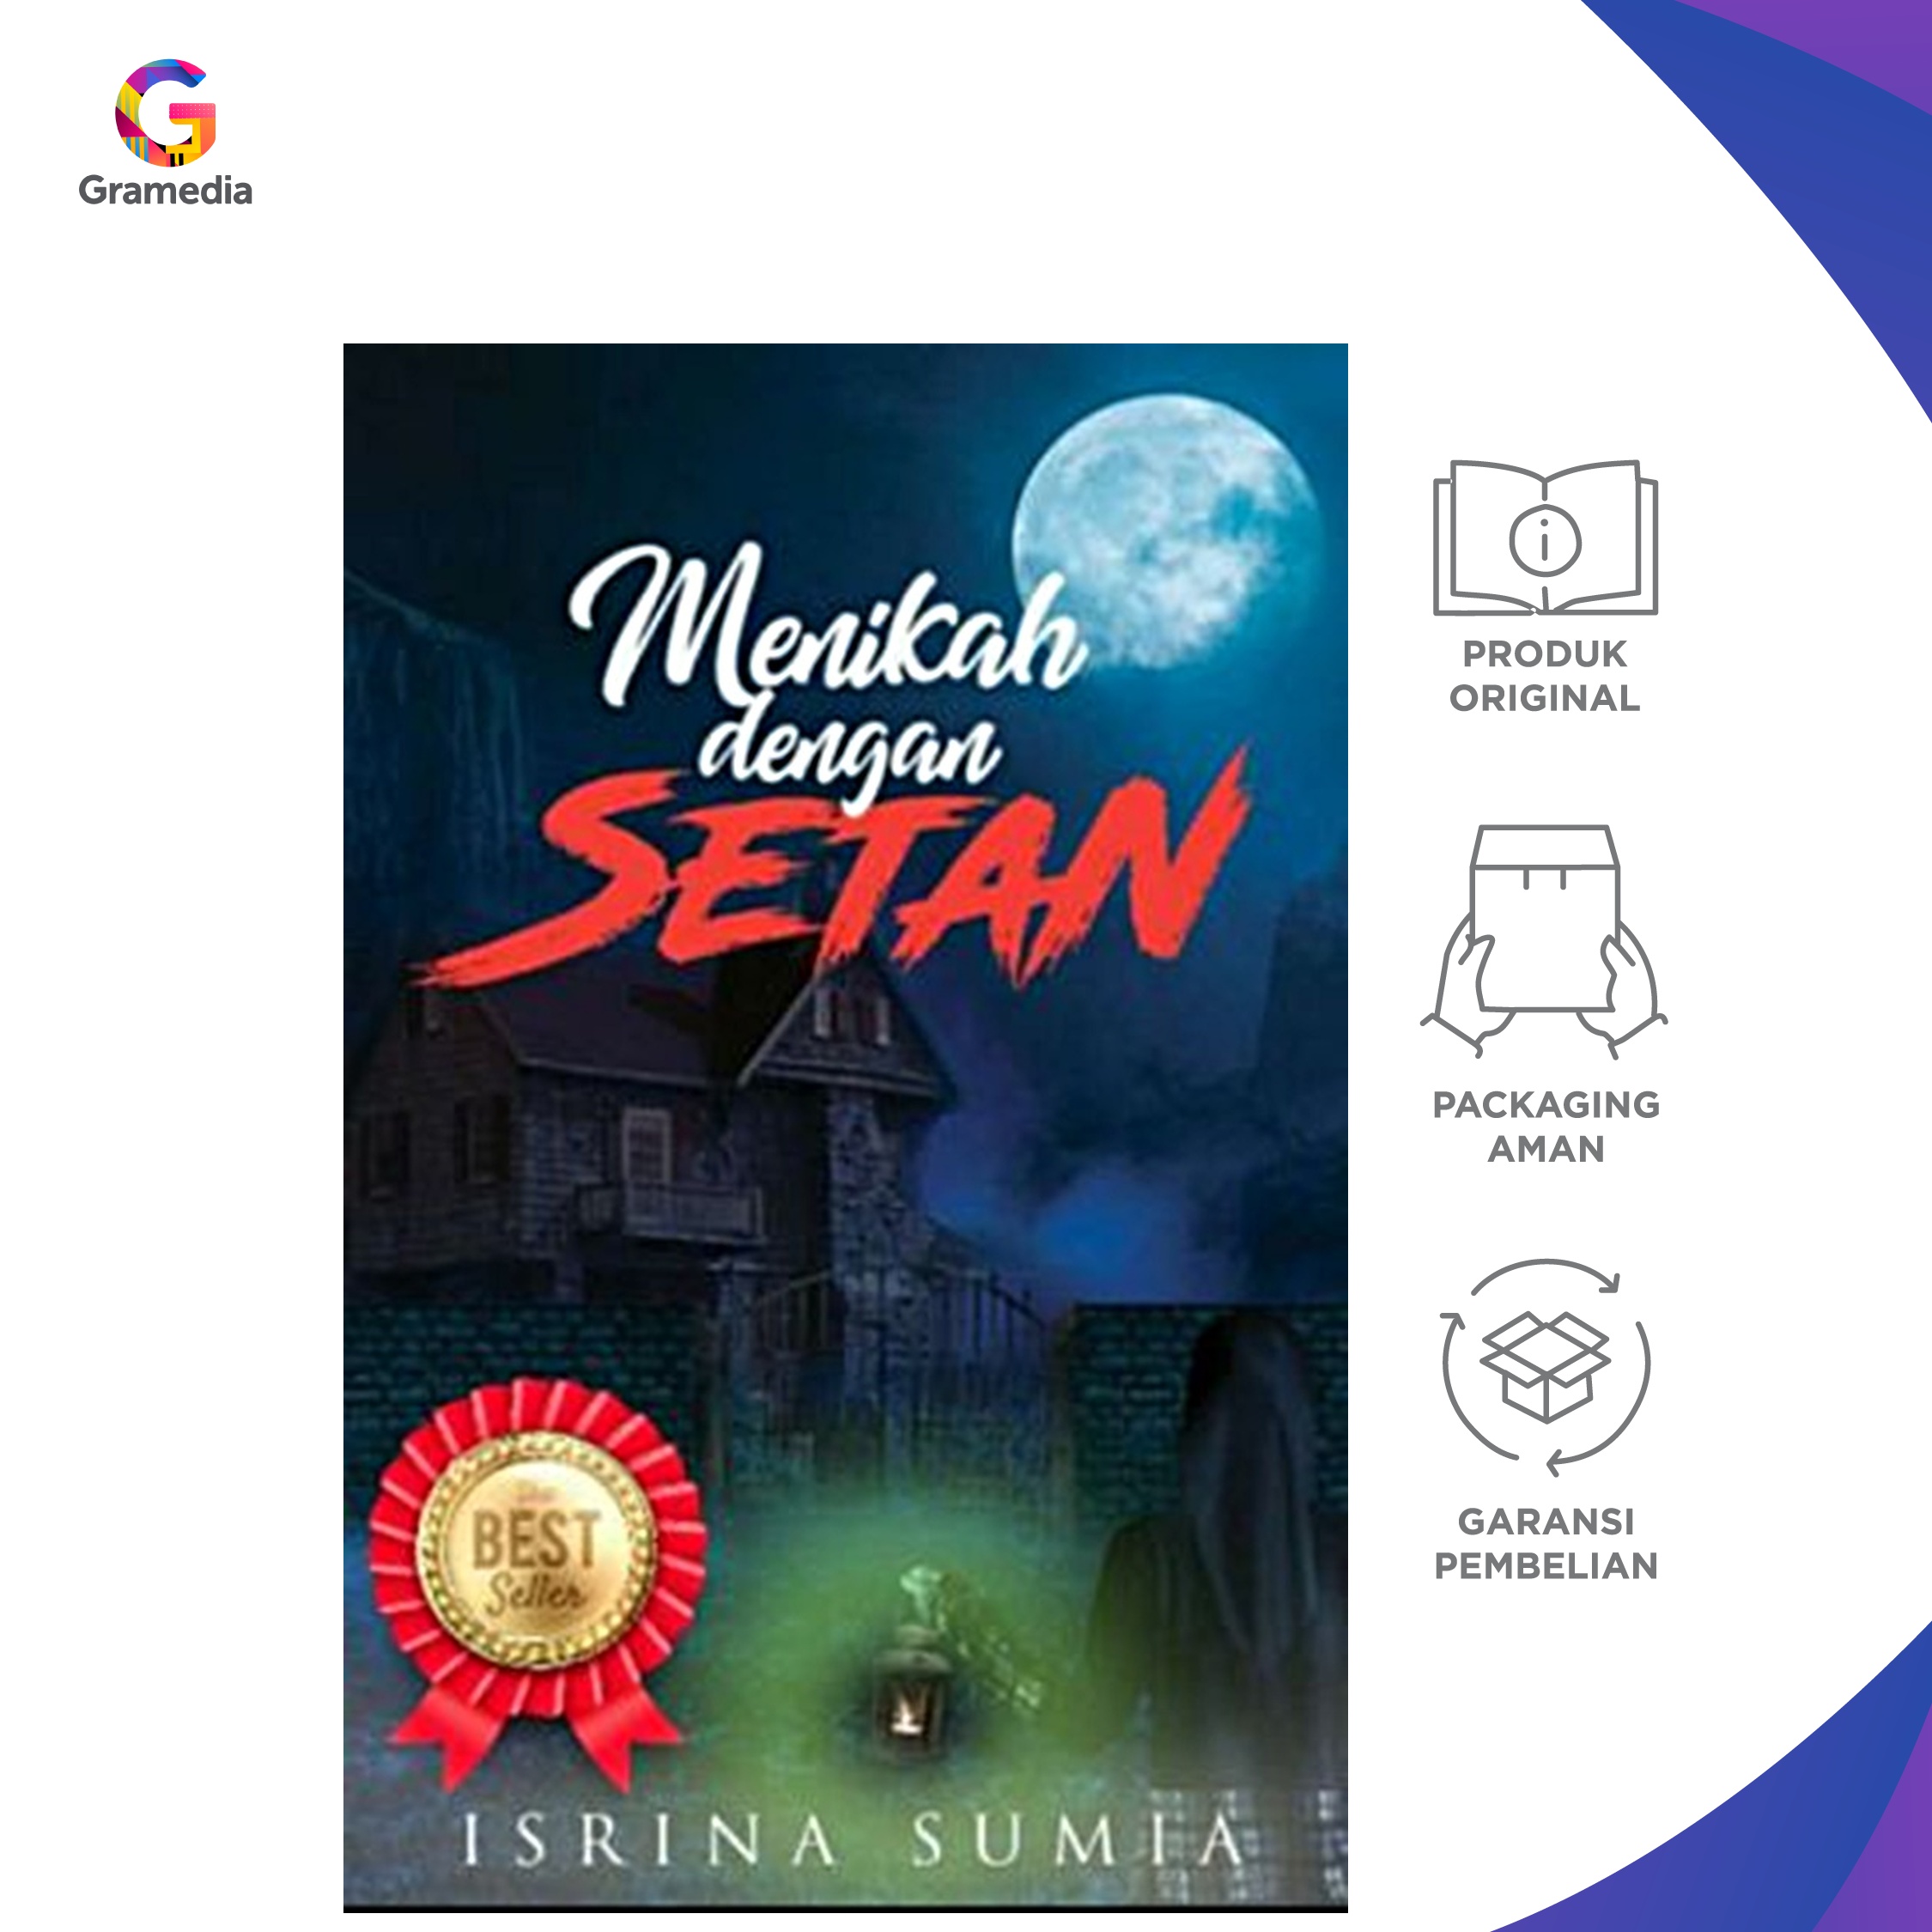 Gramedia
Menikah
dengan
SETAN
BEST
Seller
ISRINA SUMIA
PRODUK
ORIGINAL
PACKAGING
AMAN
GARANSI
PEMBELIAN